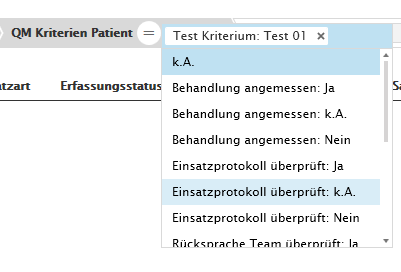 QM Kriterien Patient = Test Kriterium: Test 01 ×
k.A.
tzart Erfassungsstatus
Behandlung angemessen: Ja
Behandlung angemessen: k.A.
Behandlung angemessen: Nein
Einsatzprotokoll überprüft: Ja
Einsatzprotokoll überprüft: k.A.
Einsatzprotokoll überprüft: Nein
Rücksprache Team überprüft: Ja